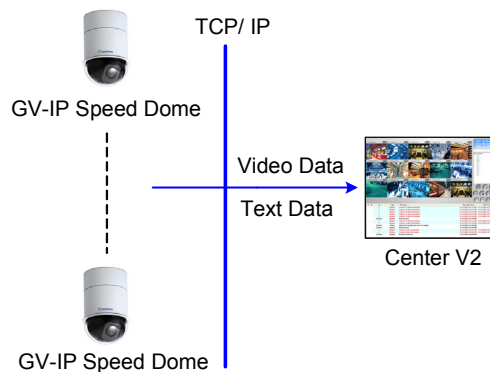 TCP/ IP
GV-IP Speed Dome
Video Data
Text Data
Center V2
GV-IP Speed Dome